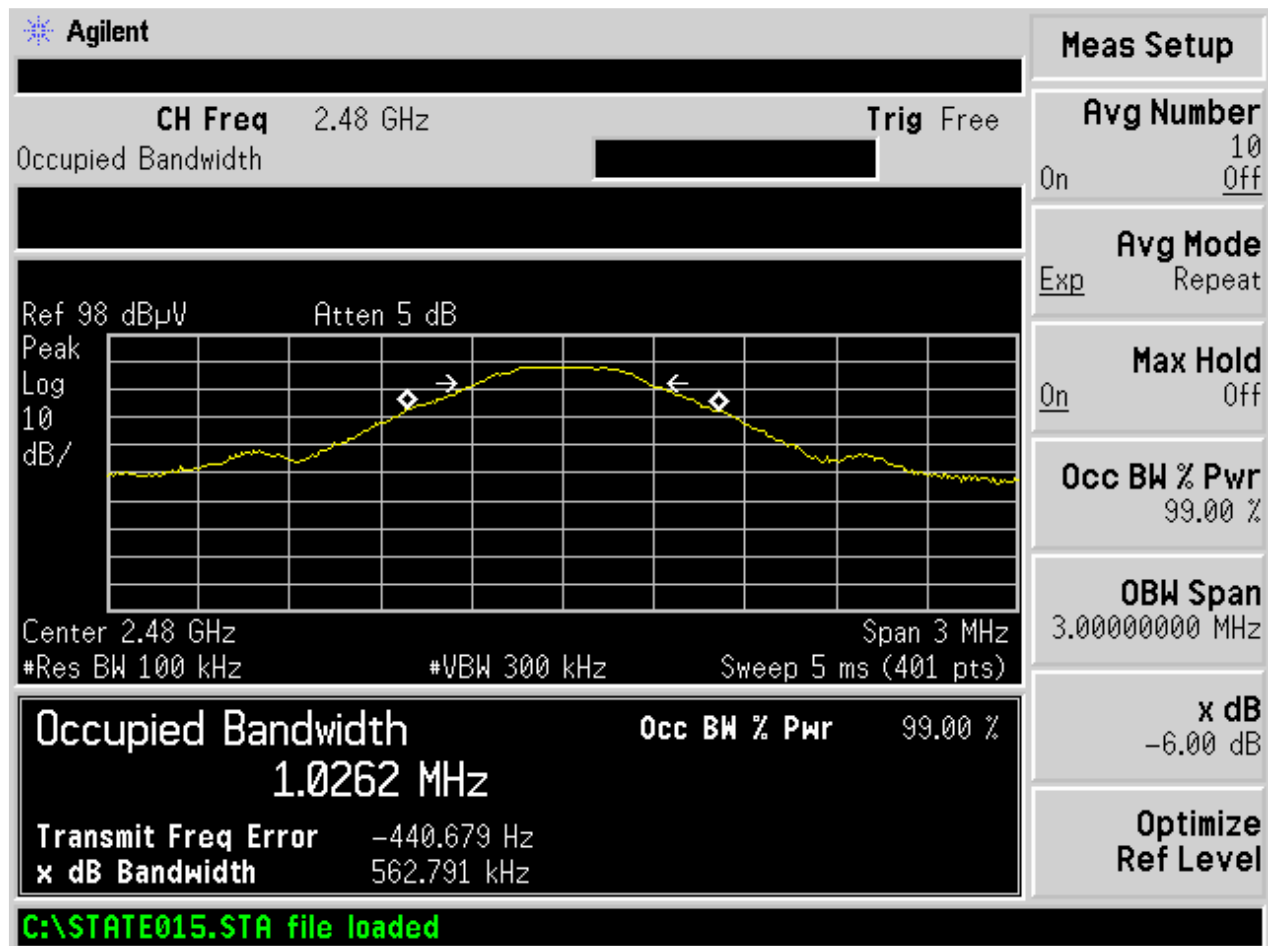 Agilent
CH Freq 2.48 GHz Trig Free
Occupied Bandwidth
Ref 98 dBµV Atten 5 dB
Peak
Log
10
dB/
Center 2.48 GHz Span 3 MHz
#Res BW 100 kHz #VBW 300 kHz Sweep 5 ms (401 pts)
Occupied Bandwidth Occ BW % Pwr 99.00 %
1.0262 MHz
Transmit Freq Error -440.679 Hz
x dB Bandwidth 562.791 kHz
C:\STATE015.STA file loaded
Meas Setup
Avg Number
10
On Off
Avg Mode
Exp Repeat
Max Hold
On Off
Occ BW % Pwr
99.00 %
OBW Span
3.00000000 MHz
x dB
-6.00 dB
Optimize
Ref Level